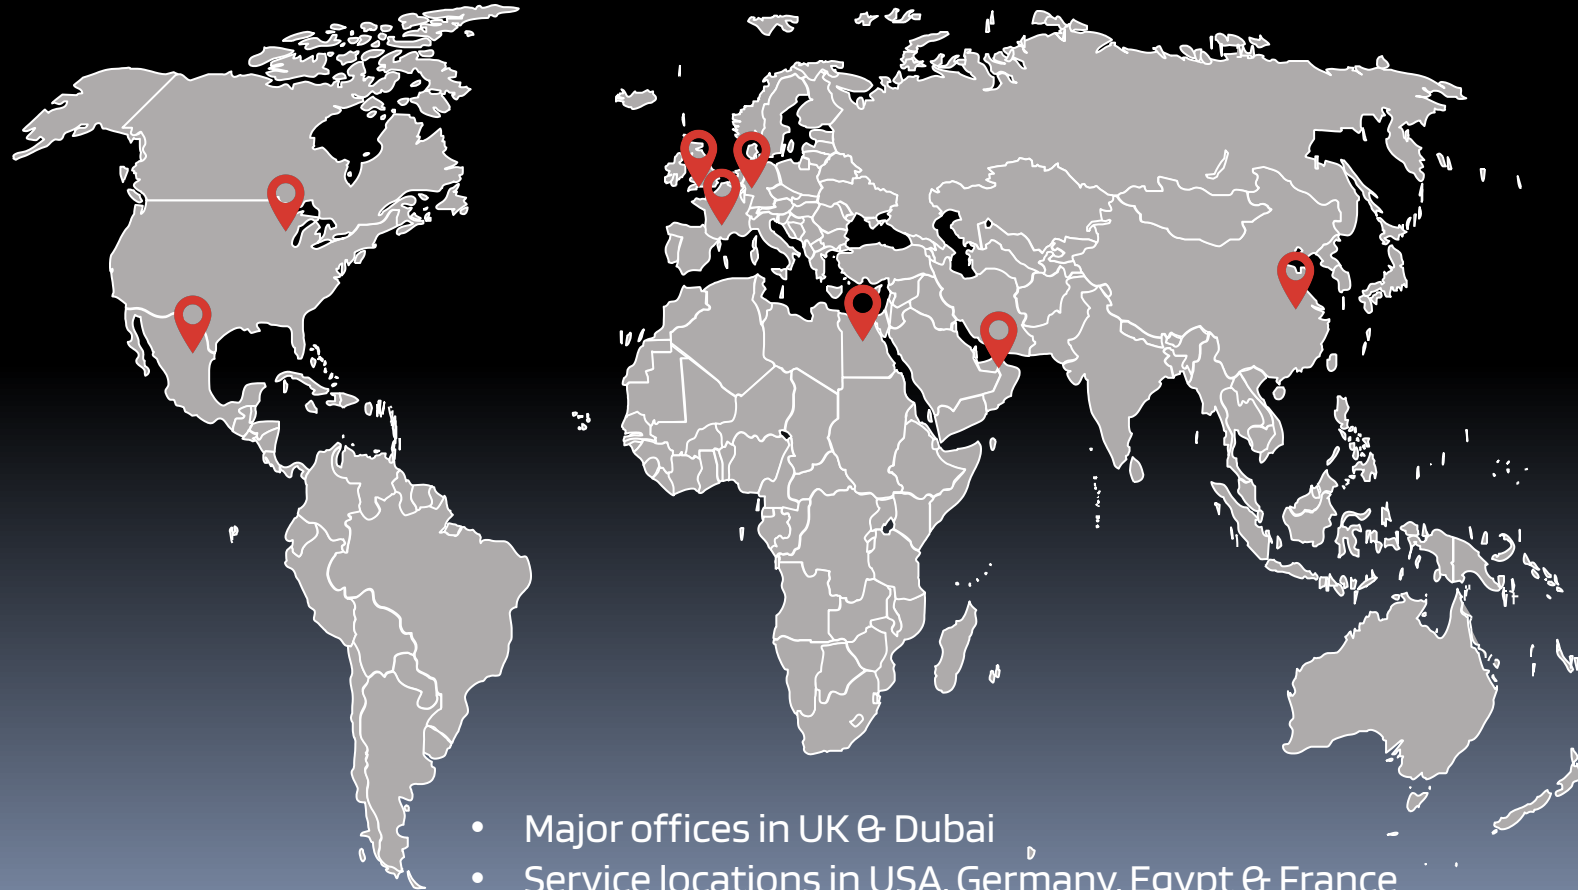 • Major offices in UK & Dubai
• Service locations in USA, Germany, Egypt & France